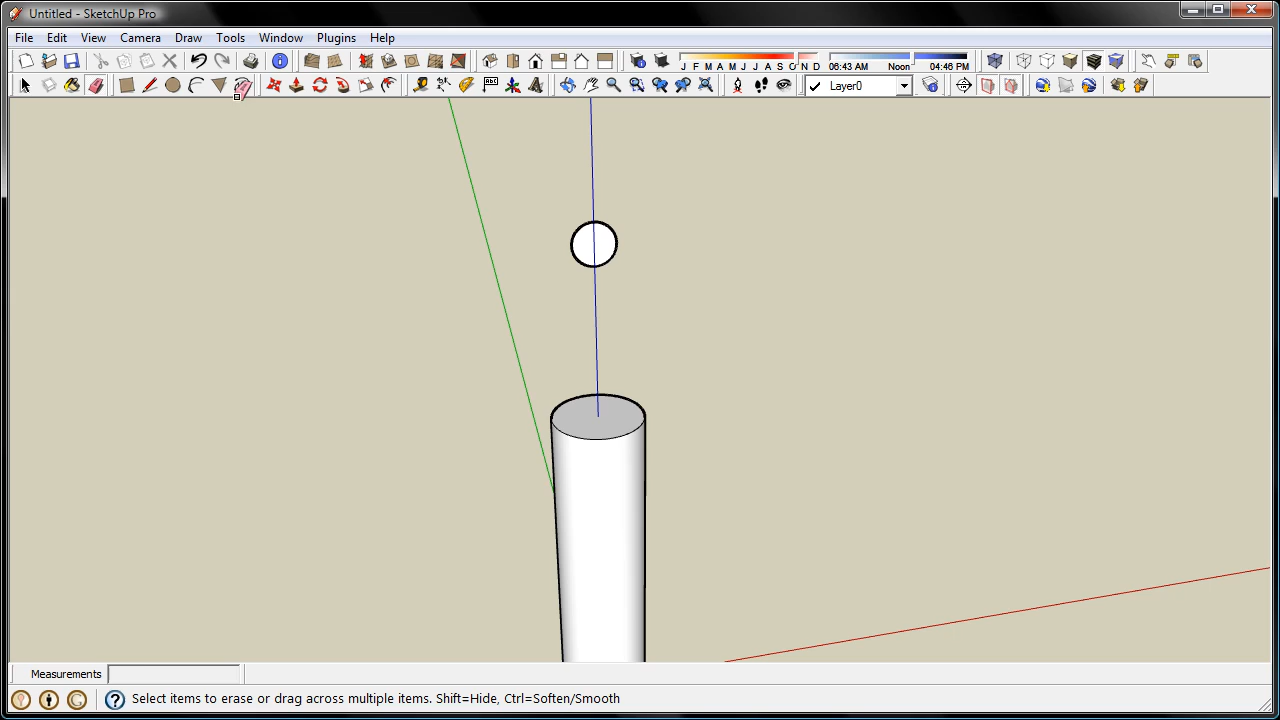 Untitled - SketchUp Pro
File Edit View Camera Draw Tools Window Plugins Help
J F M A M J J A S O N D 06:43 AM Noon 04:46 PM
ABC Layer0
Measurements
Select items to erase or drag across multiple items. Shift=Hide, Ctrl=Soften/Smooth